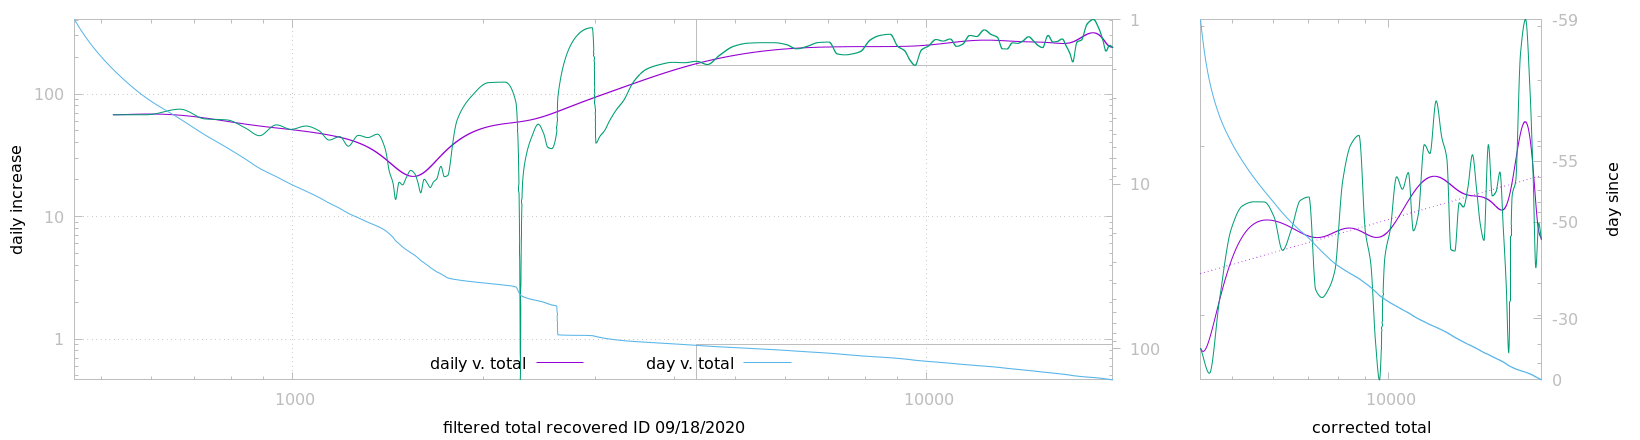 daily increase
100
10
1
1000
10000
1
10
100
daily v. total
day v. total
filtered total recovered ID 09/18/2020
-59
-55
-50
-30
0
day since
10000
corrected total